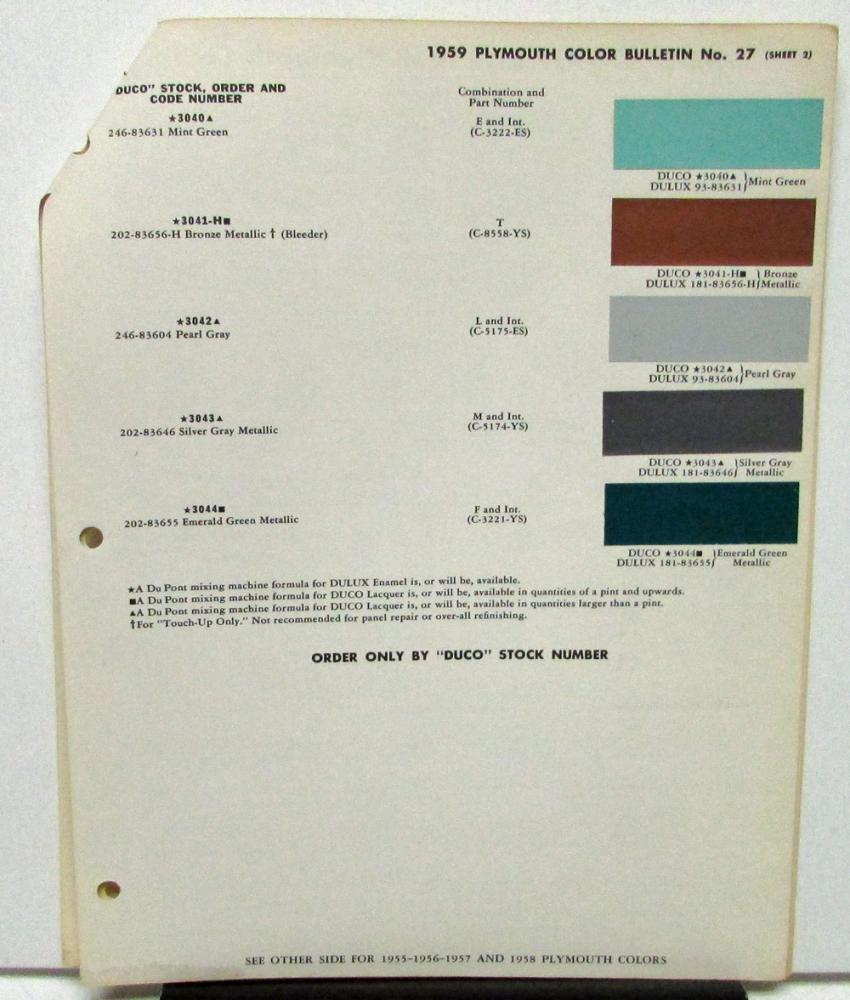 1959 PLYMOUTH COLOR BULLETIN No. 27 (SHEET 2)
DUCO" STOCK, ORDER AND
CODE NUMBER
Combination and
Part Number
★3040▲
246-83631 Mint Green
E and Int.
(C-3222-ES)
DUCO ★3040▲
DULUX 93-83631 } Mint Green
★3041-H■
202-83656-H Bronze Metallic † (Bleeder)
T
(C-8558-YS)
DUCO ★3041-H■ } Bronze
DULUX 181-83656-H } Metallic
★3042▲
246-83604 Pearl Gray
L and Int.
(C-5175-ES)
DUCO ★3042▲
DULUX 93-83604 } Pearl Gray
★3043▲
202-83646 Silver Gray Metallic
M and Int.
(C-5174-YS)
DUCO ★3043▲ } Silver Gray
DULUX 181-83646 } Metallic
★3044■
202-83655 Emerald Green Metallic
F and Int.
(C-3221-YS)
DUCO ★3044■ } Emerald Green
DULUX 181-83655 } Metallic
★A Du Pont mixing machine formula for DULUX Enamel is, or will be, available.
■A Du Pont mixing machine formula for DUCO Lacquer is, or will be, available in quantities of a pint and upwards.
▲A Du Pont mixing machine formula for DUCO Lacquer is, or will be, available in quantities larger than a pint.
†For "Touch-Up Only." Not recommended for panel repair or over-all refinishing.
ORDER ONLY BY "DUCO" STOCK NUMBER
SEE OTHER SIDE FOR 1955-1956-1957 AND 1958 PLYMOUTH COLORS